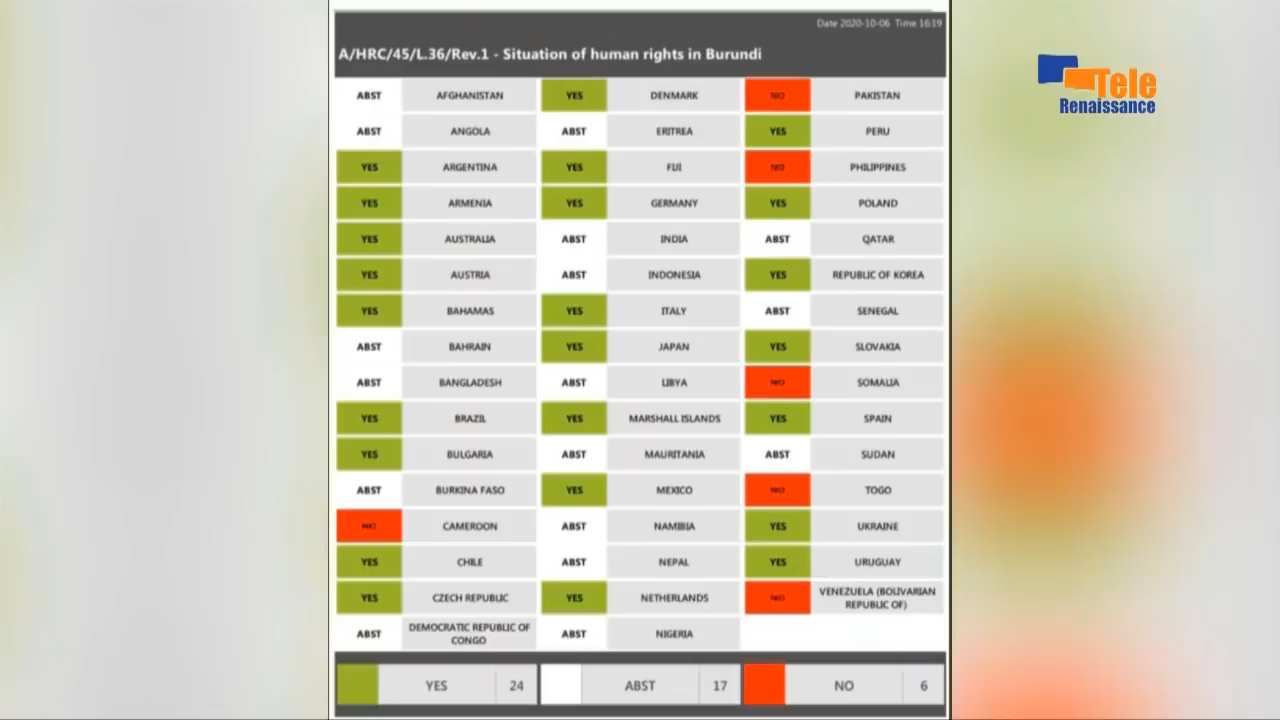 Date 2020-10-06 Time 16:19
A/HRC/45/L.36/Rev.1 - Situation of human rights in Burundi
Tele
Renaissance
ABST AFGHANISTAN YES DENMARK NO PAKISTAN
ABST ANGOLA ABST ERITREA YES PERU
YES ARGENTINA YES FIJI NO PHILIPPINES
YES ARMENIA YES GERMANY YES POLAND
YES AUSTRALIA ABST INDIA ABST QATAR
YES AUSTRIA ABST INDONESIA YES REPUBLIC OF KOREA
YES BAHAMAS YES ITALY ABST SENEGAL
ABST BAHRAIN YES JAPAN YES SLOVAKIA
ABST BANGLADESH ABST LIBYA NO SOMALIA
YES BRAZIL YES MARSHALL ISLANDS YES SPAIN
YES BULGARIA ABST MAURITANIA ABST SUDAN
ABST BURKINA FASO YES MEXICO NO TOGO
NO CAMEROON ABST NAMIBIA YES UKRAINE
YES CHILE ABST NEPAL YES URUGUAY
YES CZECH REPUBLIC YES NETHERLANDS NO VENEZUELA (BOLIVARIAN
REPUBLIC OF)
ABST DEMOCRATIC REPUBLIC OF
CONGO ABST NIGERIA
YES 24 ABST 17 NO 6